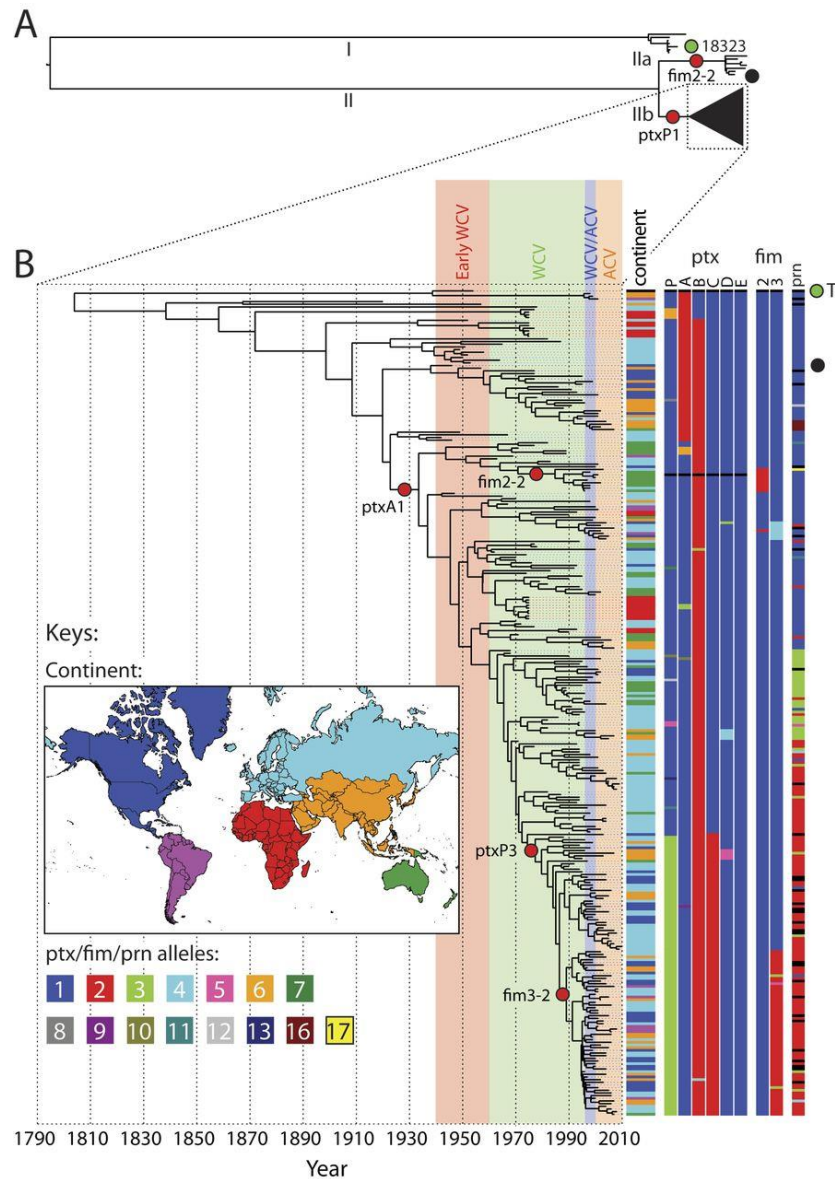 A
I
II
IIa
18323
fim2-2
IIb
ptxP1
B
Early WCV
WCV
WCV/ACV
ACV
continent
ptx
fim
P
A
B
C
D
E
2
3
prn
T
ptxA1
fim2-2
ptxP3
fim3-2
Keys:
Continent:
ptx/fim/prn alleles:
1 2 3 4 5 6 7
8 9 10 11 12 13 16 17
1790 1810 1830 1850 1870 1890 1910 1930 1950 1970 1990 2010
Year